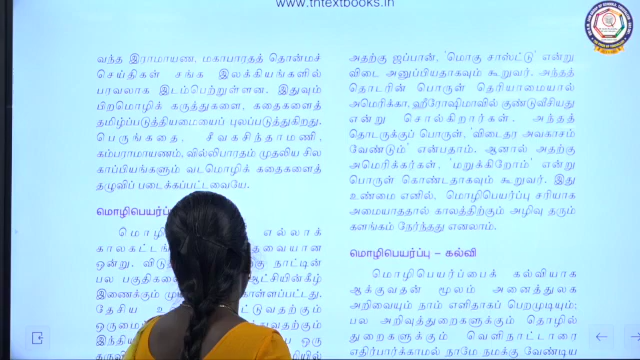 www.tntextbooks.in
வந்த இராமாயண, மகாபாரதத் தொன்மச்
செய்திகள் சங்க இலக்கியங்களில்
பரவலாக இடம்பெற்றுள்ளன. இதுவும்
பிறமொழிக் கருத்துகளை, கதைகளைத்
தமிழ்ப்படுத்தியமையைப் புலப்படுத்துகிறது.
பெருங்கதை, சீவகசிந்தாமணி,
கம்பராமாயணம், வில்லிபாரதம் முதலிய சில
காப்பியங்களும் வடமொழிக் கதைகளைத்
தழுவிப் படைக்கப்பட்டவையே.
மொழிபெயர்ப்
எல்லாக்
காலகட்டங்
ஒன்று.
நாட்டின்
பல பகுதிகளை ஆட்சியின்கீழ்
இணைக்கும் கொள்ளப்பட்டது.
தேசிய
ஒரு
அதற்கு ஜப்பான், 'மொகு சாஸ்ட்டு' என்று
விடை அனுப்பியதாகவும் கூறுவர். அந்தத்
தொடரின் பொருள் தெரியாமையால்
அமெரிக்கா, ஹீரோஷிமாவில் குண்டுவீசியது
என்று சொல்கிறார்கள். அந்தத்
தொடருக்குப் பொருள், 'விடைதர அவகாசம்
வேண்டும்' என்பதாம். ஆனால் அதற்கு
அமெரிக்கர்கள், 'மறுக்கிறோம்' என்று
பொருள் கொண்டதாகவும் கூறுவர். இது
உண்மை எனில், மொழிபெயர்ப்பு சரியாக
அமையாததால் காலத்திற்கும் அழிவு தரும்
களங்கம் நேர்ந்தது எனலாம்.
மொழிபெயர்ப்பு – கல்வி
மொழிபெயர்ப்பைக் கல்வியாக
ஆக்குவதன் மூலம் அனைத்துலக
அறிவையும் நாம் எளிதாகப் பெறமுடியும்;
பல அறிவுத்துறைகளுக்கும் தொழில்
துறைகளுக்கும் வெளிநாட்டாரை
எதிர்பார்க்காமல் நாமே நமக்கு வேண்டிய